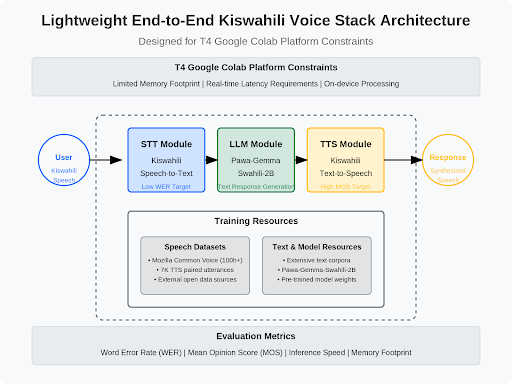 Lightweight End-to-End Kiswahili Voice Stack Architecture
Designed for T4 Google Colab Platform Constraints
T4 Google Colab Platform Constraints
Limited Memory Footprint | Real-time Latency Requirements | On-device Processing
User
Kiswahili
Speech
STT Module
Kiswahili
Speech-to-Text
Low WER Target
LLM Module
Pawa-Gemma
Swahili-2B
Text Response Generation
TTS Module
Kiswahili
Text-to-Speech
High MOS Target
Response
Synthesized
Speech
Training Resources
Speech Datasets
• Mozilla Common Voice (100h+)
• 7K TTS paired utterances
• External open data sources
Text & Model Resources
• Extensive text corpora
• Pawa-Gemma-Swahili-2B
• Pre-trained model weights
Evaluation Metrics
Word Error Rate (WER) | Mean Opinion Score (MOS) | Inference Speed | Memory Footprint